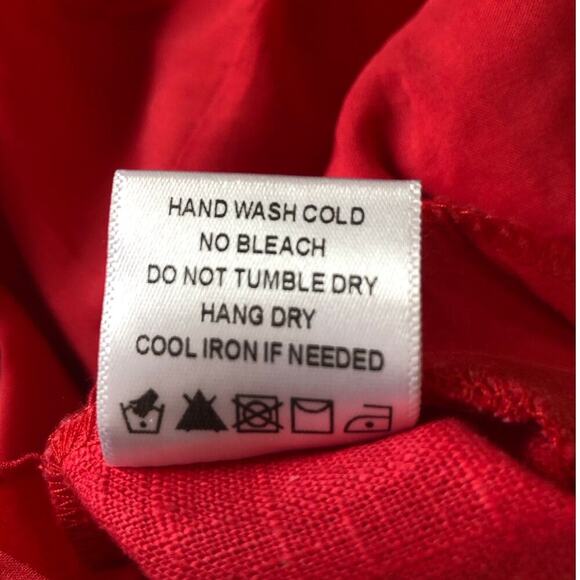 HAND WASH COLD
NO BLEACH
DO NOT TUMBLE DRY
HANG DRY
COOL IRON IF NEEDED